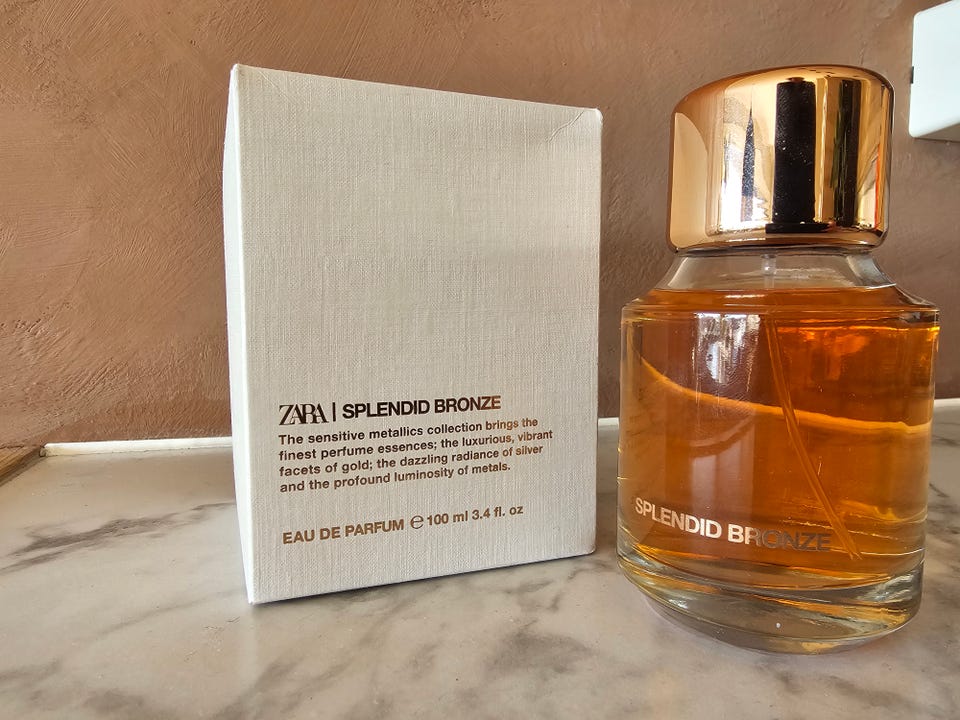 ZARA | SPLENDID BRONZE
The sensitive metallics collection brings the
finest perfume essences; the luxurious, vibrant
facets of gold; the dazzling radiance of silver
and the profound luminosity of metals.
EAU DE PARFUM ℮ 100 ml 3.4 fl. oz
SPLENDID BRONZE